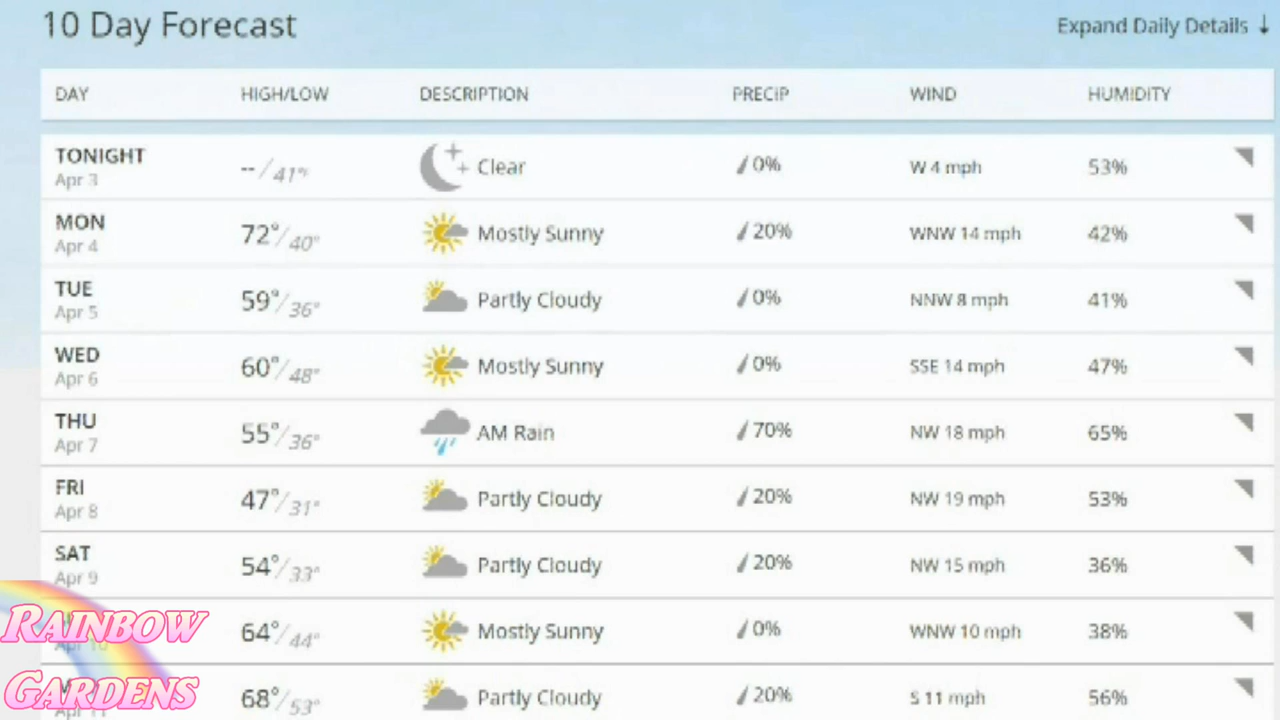 10 Day Forecast
Expand Daily Details ↓
DAY HIGH/LOW DESCRIPTION PRECIP WIND HUMIDITY
TONIGHT
Apr 3
--/41° Clear 0% W 4 mph 53%
MON
Apr 4
72°/40° Mostly Sunny 20% WNW 14 mph 42%
TUE
Apr 5
59°/36° Partly Cloudy 0% NNW 8 mph 41%
WED
Apr 6
60°/48° Mostly Sunny 0% SSE 14 mph 47%
THU
Apr 7
55°/36° AM Rain 70% NW 18 mph 65%
FRI
Apr 8
47°/31° Partly Cloudy 20% NW 19 mph 53%
SAT
Apr 9
54°/33° Partly Cloudy 20% NW 15 mph 36%
Apr 10
64°/44° Mostly Sunny 0% WNW 10 mph 38%
Apr 11
68°/53° Partly Cloudy 20% S 11 mph 56%
RAINBOW
GARDENS